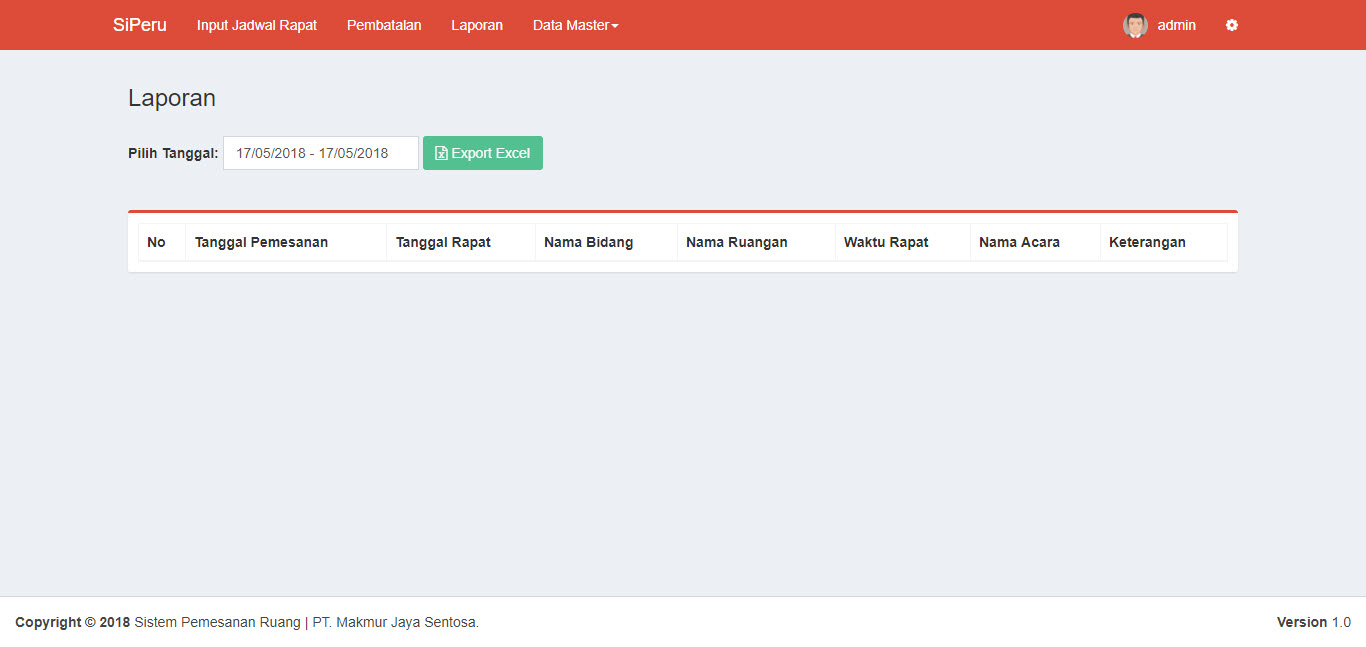 SiPeru Input Jadwal Rapat Pembatalan Laporan Data Master admin
Laporan
Pilih Tanggal: 17/05/2018 - 17/05/2018 Export Excel
No Tanggal Pemesanan Tanggal Rapat Nama Bidang Nama Ruangan Waktu Rapat Nama Acara Keterangan
Copyright © 2018 Sistem Pemesanan Ruang | PT. Makmur Jaya Sentosa. Version 1.0